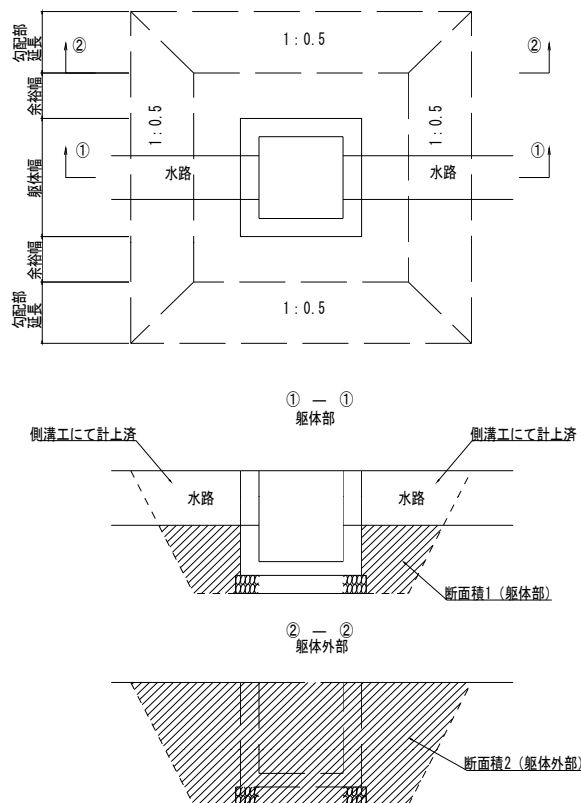 ②
1：0.5
②
勾配部
延長
余裕幅
1：0.5
1：0.5
①
①
躯体幅
水路
水路
余裕幅
勾配部
延長
1：0.5
① — ①
躯体部
側溝工にて計上済
側溝工にて計上済
水路
水路
断面積1（躯体部）
② — ②
躯体外部
断面積2（躯体外部）